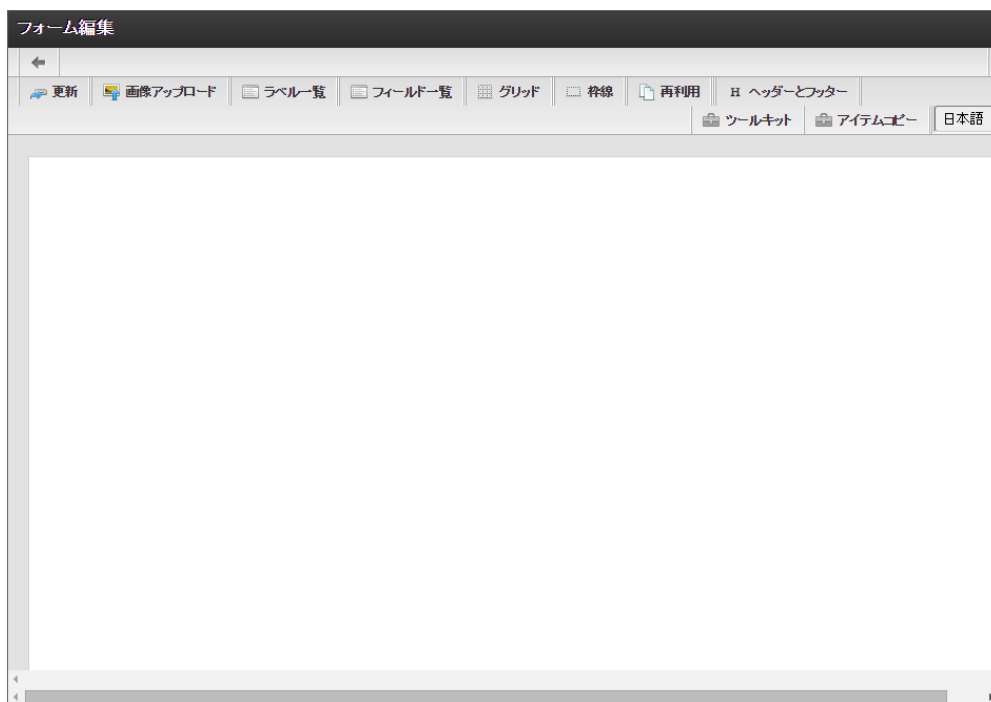 フォーム編集
更新 画像アップロード ラベル一覧 フィールド一覧 グリッド 枠線 再利用 H ヘッダーとフッター
ツールキット アイテムコピー 日本語